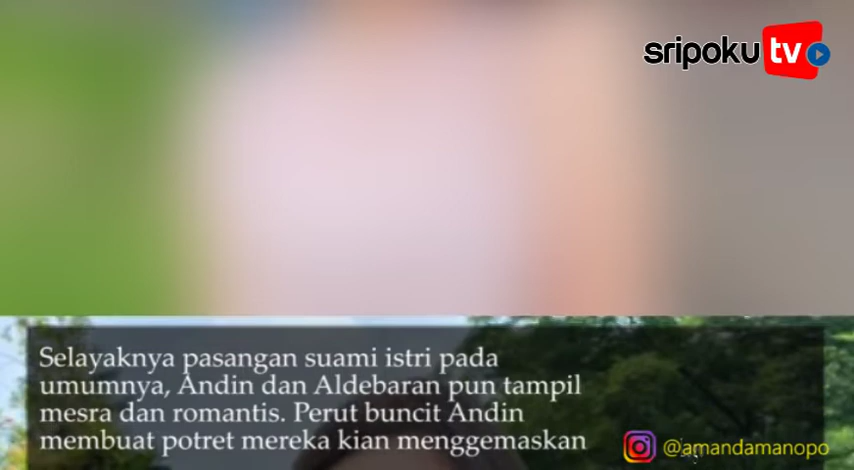 sripoku tv
Selayaknya pasangan suami istri pada
umumnya, Andin dan Aldebaran pun tampil
mesra dan romantis. Perut buncit Andin
membuat potret mereka kian menggemaskan
@amandamanopo